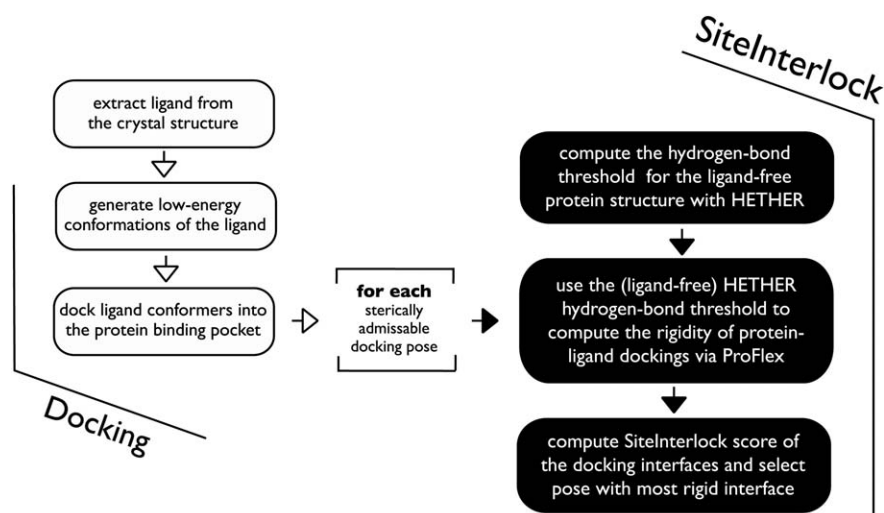 extract ligand from
the crystal structure
generate low-energy
conformations of the ligand
dock ligand conformers into
the protein binding pocket
Docking
for each
sterically
admissable
docking pose
SiteInterlock
compute the hydrogen-bond
threshold for the ligand-free
protein structure with HETHER
use the (ligand-free) HETHER
hydrogen-bond threshold to
compute the rigidity of protein-
ligand dockings via ProFlex
compute SiteInterlock score of
the docking interfaces and select
pose with most rigid interface